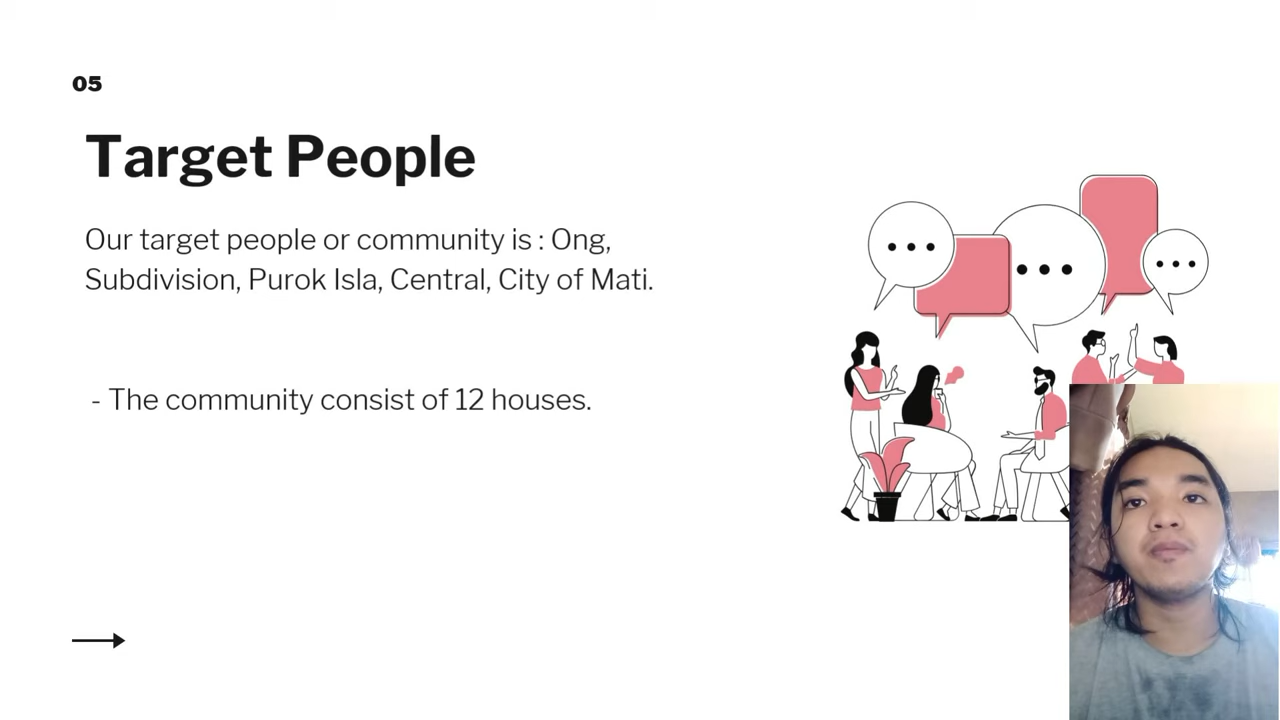 05
Target People
Our target people or community is : Ong,
Subdivision, Purok Isla, Central, City of Mati.
- The community consist of 12 houses.